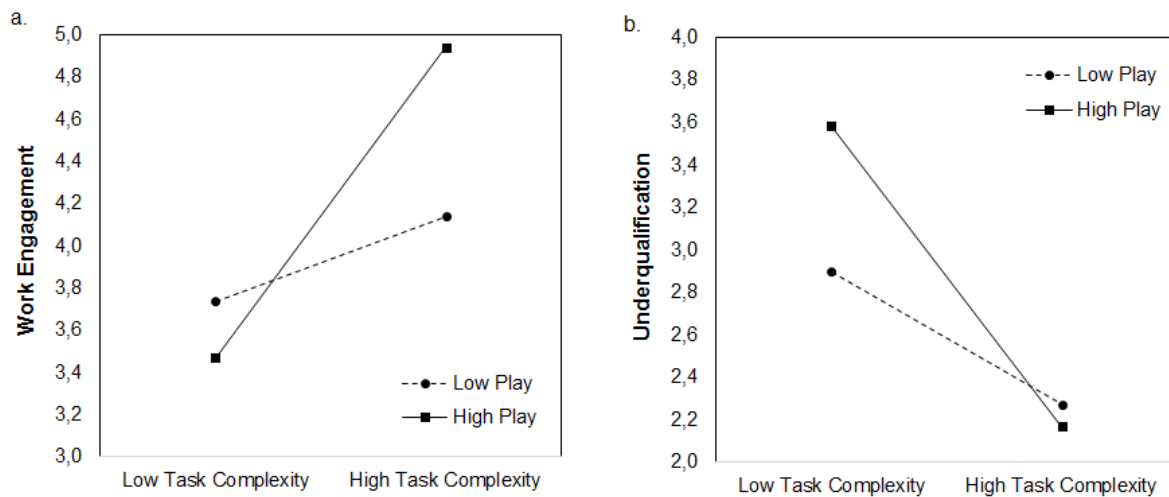 a.
Work Engagement
5,0
4,8
4,6
4,4
4,2
4,0
3,8
3,6
3,4
3,2
3,0
Low Play
High Play
Low Task Complexity
High Task Complexity
b.
Underqualification
4,0
3,8
3,6
3,4
3,2
3,0
2,8
2,6
2,4
2,2
2,0
Low Play
High Play
Low Task Complexity
High Task Complexity